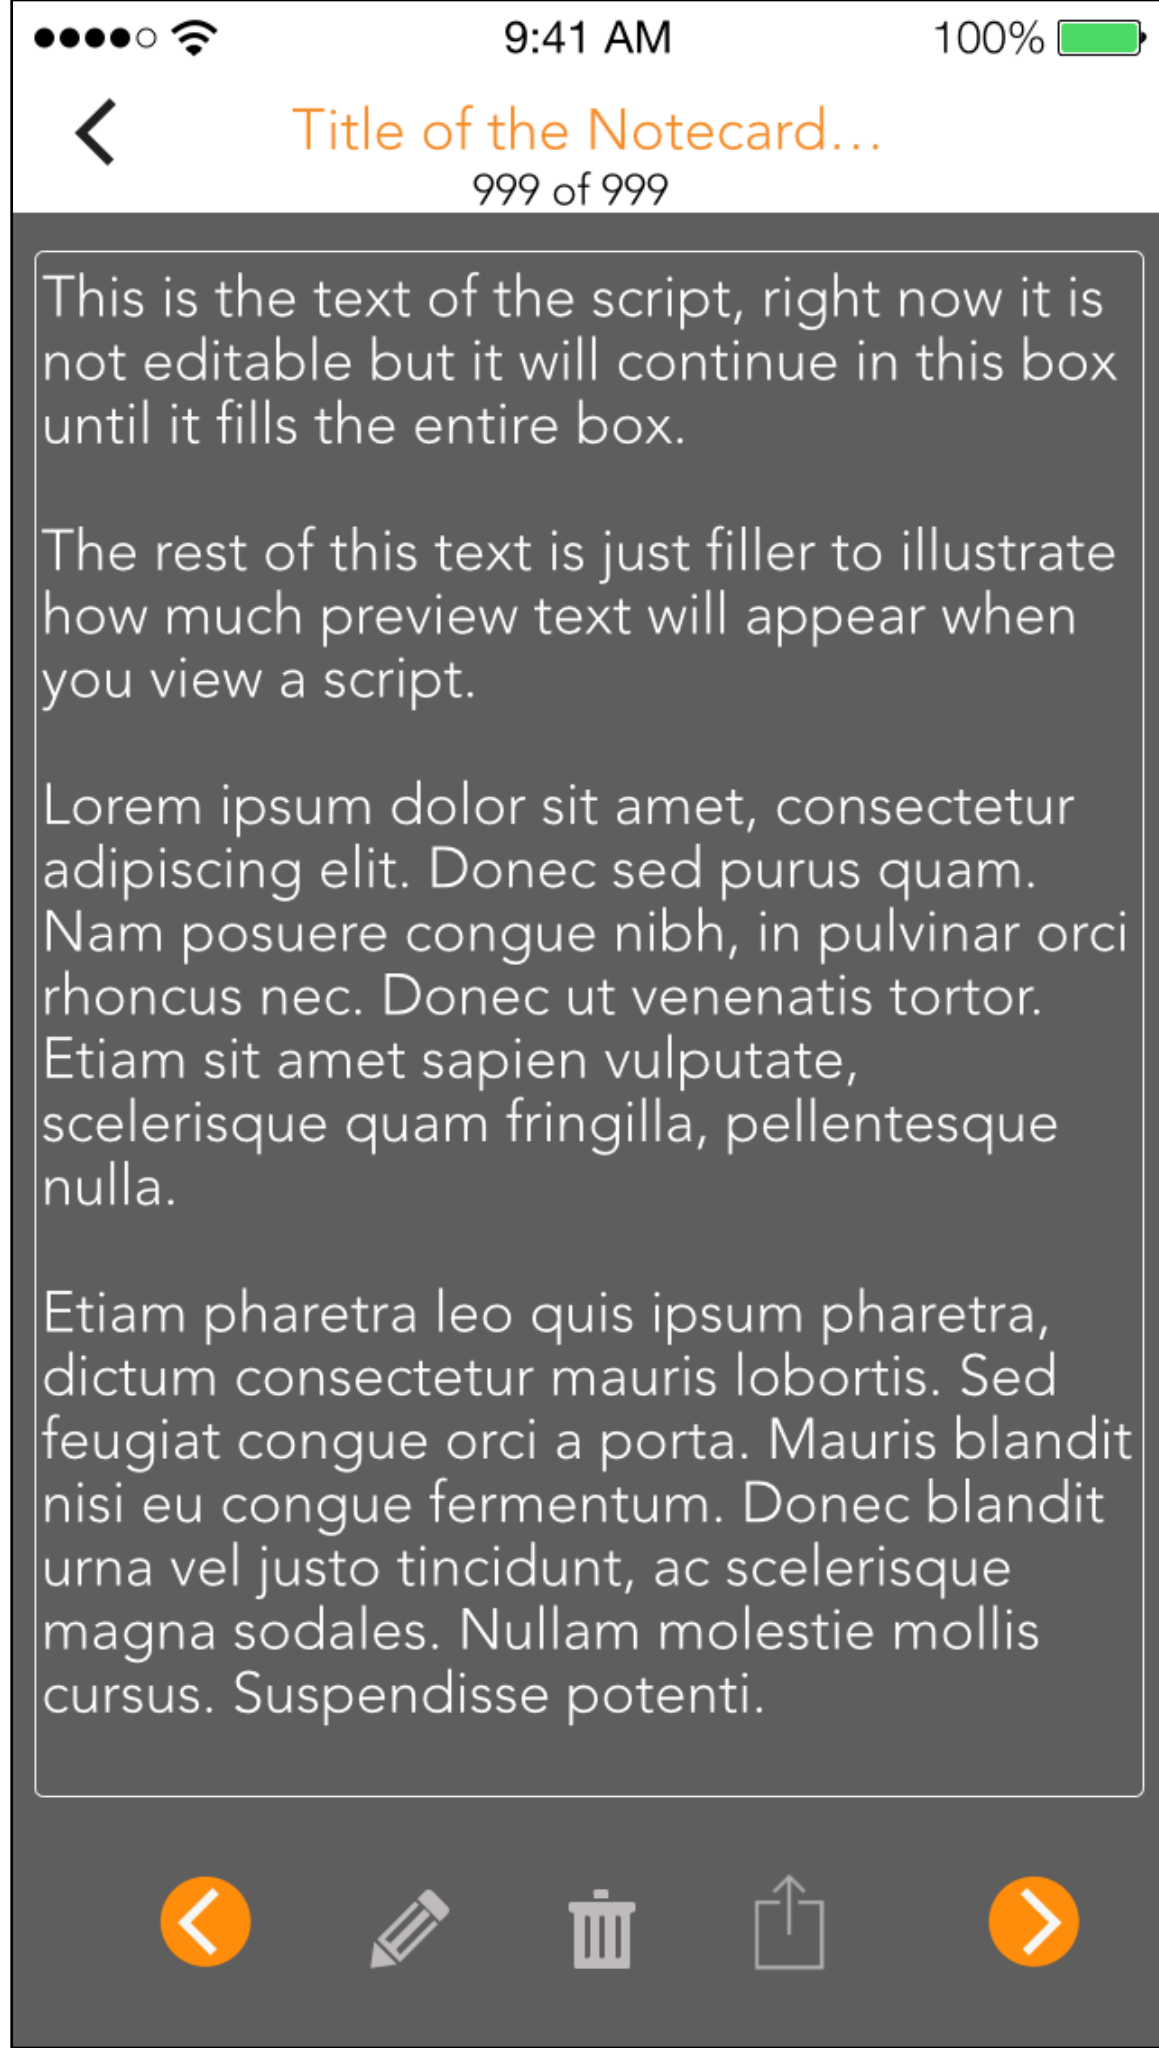 9:41 AM
100%
Title of the Notecard...
999 of 999
This is the text of the script, right now it is
not editable but it will continue in this box
until it fills the entire box.
The rest of this text is just filler to illustrate
how much preview text will appear when
you view a script.
Lorem ipsum dolor sit amet, consectetur
adipiscing elit. Donec sed purus quam.
Nam posuere congue nibh, in pulvinar orci
rhoncus nec. Donec ut venenatis tortor.
Etiam sit amet sapien vulputate,
scelerisque quam fringilla, pellentesque
nulla.
Etiam pharetra leo quis ipsum pharetra,
dictum consectetur mauris lobortis. Sed
feugiat congue orci a porta. Mauris blandit
nisi eu congue fermentum. Donec blandit
urna vel justo tincidunt, ac scelerisque
magna sodales. Nullam molestie mollis
cursus. Suspendisse potenti.